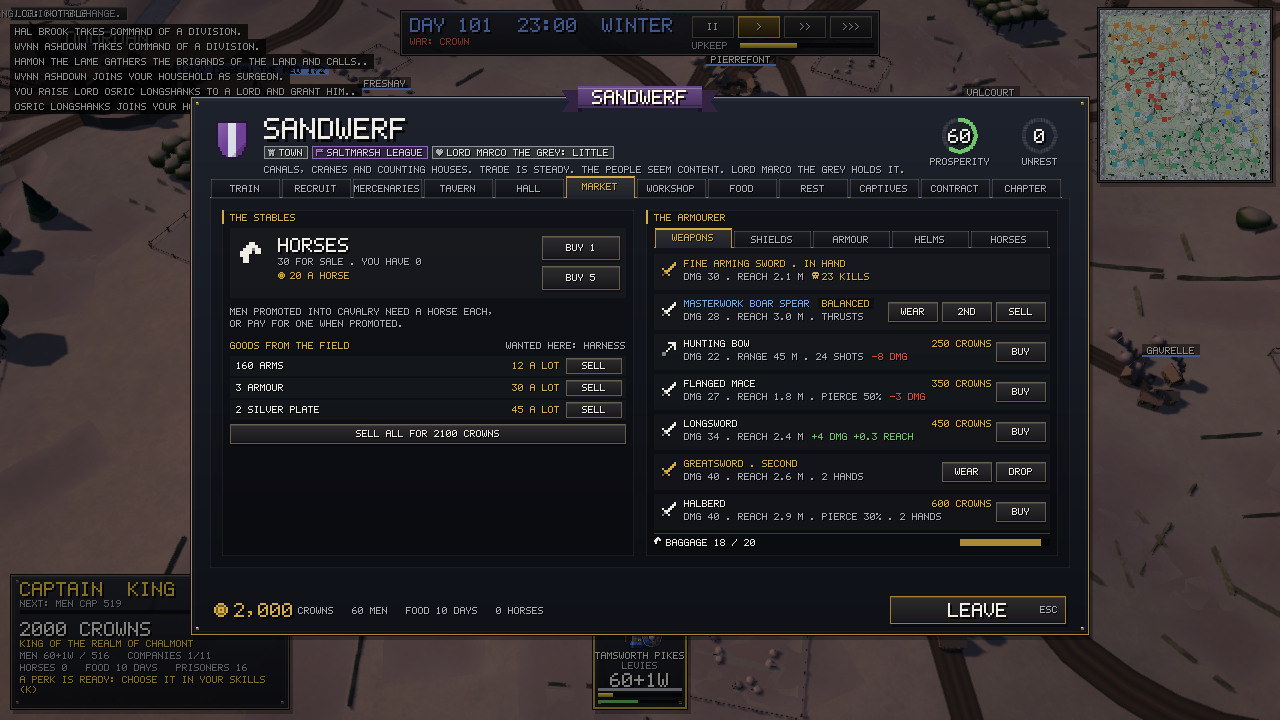 HAL BROOK TAKES COMMAND OF A DIVISION.
WYNN ASHDOWN TAKES COMMAND OF A DIVISION.
HAMON THE LAME GATHERS THE BRIGANDS OF THE LAND AND CALLS..
WYNN ASHDOWN JOINS YOUR HOUSEHOLD AS SURGEON.
YOU RAISE LORD OSRIC LONGSHANKS TO A LORD AND GRANT HIM..
OSRIC LONGSHANKS JOINS YOUR H
DAY 101 23:00 WINTER
WAR: CROWN
II > >> >>>
UPKEEP
PIERREFONT
FRESNAY
VALCOURT
GAVRELLE
SANDWERF
SANDWERF
TOWN SALTMARSH LEAGUE LORD MARCO THE GREY: LITTLE
CANALS, CRANES AND COUNTING HOUSES. TRADE IS STEADY. THE PEOPLE SEEM CONTENT. LORD MARCO THE GREY HOLDS IT.
60
PROSPERITY
0
UNREST
TRAIN RECRUIT MERCENARIES TAVERN HALL MARKET WORKSHOP FOOD REST CAPTIVES CONTRACT CHAPTER
THE STABLES
HORSES
30 FOR SALE . YOU HAVE 0
20 A HORSE
BUY 1
BUY 5
MEN PROMOTED INTO CAVALRY NEED A HORSE EACH,
OR PAY FOR ONE WHEN PROMOTED.
GOODS FROM THE FIELD WANTED HERE: HARNESS
160 ARMS 12 A LOT SELL
3 ARMOUR 30 A LOT SELL
2 SILVER PLATE 45 A LOT SELL
SELL ALL FOR 2100 CROWNS
THE ARMOURER
WEAPONS SHIELDS ARMOUR HELMS HORSES
FINE ARMING SWORD . IN HAND
DMG 30 . REACH 2.1 M 23 KILLS
MASTERWORK BOAR SPEAR BALANCED
DMG 28 . REACH 3.0 M . THRUSTS
WEAR 2ND SELL
HUNTING BOW 250 CROWNS
DMG 22 . RANGE 45 M . 24 SHOTS -8 DMG
BUY
FLANGED MACE 350 CROWNS
DMG 27 . REACH 1.8 M . PIERCE 50% -3 DMG
BUY
LONGSWORD 450 CROWNS
DMG 34 . REACH 2.4 M +4 DMG +0.3 REACH
BUY
GREATSWORD . SECOND
DMG 40 . REACH 2.6 M . 2 HANDS
WEAR DROP
HALBERD 600 CROWNS
DMG 40 . REACH 2.9 M . PIERCE 30% . 2 HANDS
BUY
BAGGAGE 18 / 20
2,000 CROWNS 60 MEN FOOD 10 DAYS 0 HORSES
LEAVE ESC
CAPTAIN KING
NEXT: MEN CAP 519
2000 CROWNS
KING OF THE REALM OF CHALMONT
MEN 60+1W / 516 COMPANIES 1/11
HORSES 0 FOOD 10 DAYS PRISONERS 16
A PERK IS READY: CHOOSE IT IN YOUR SKILLS
(K)
TAMSWORTH PIKES
LEVIES
60+1W